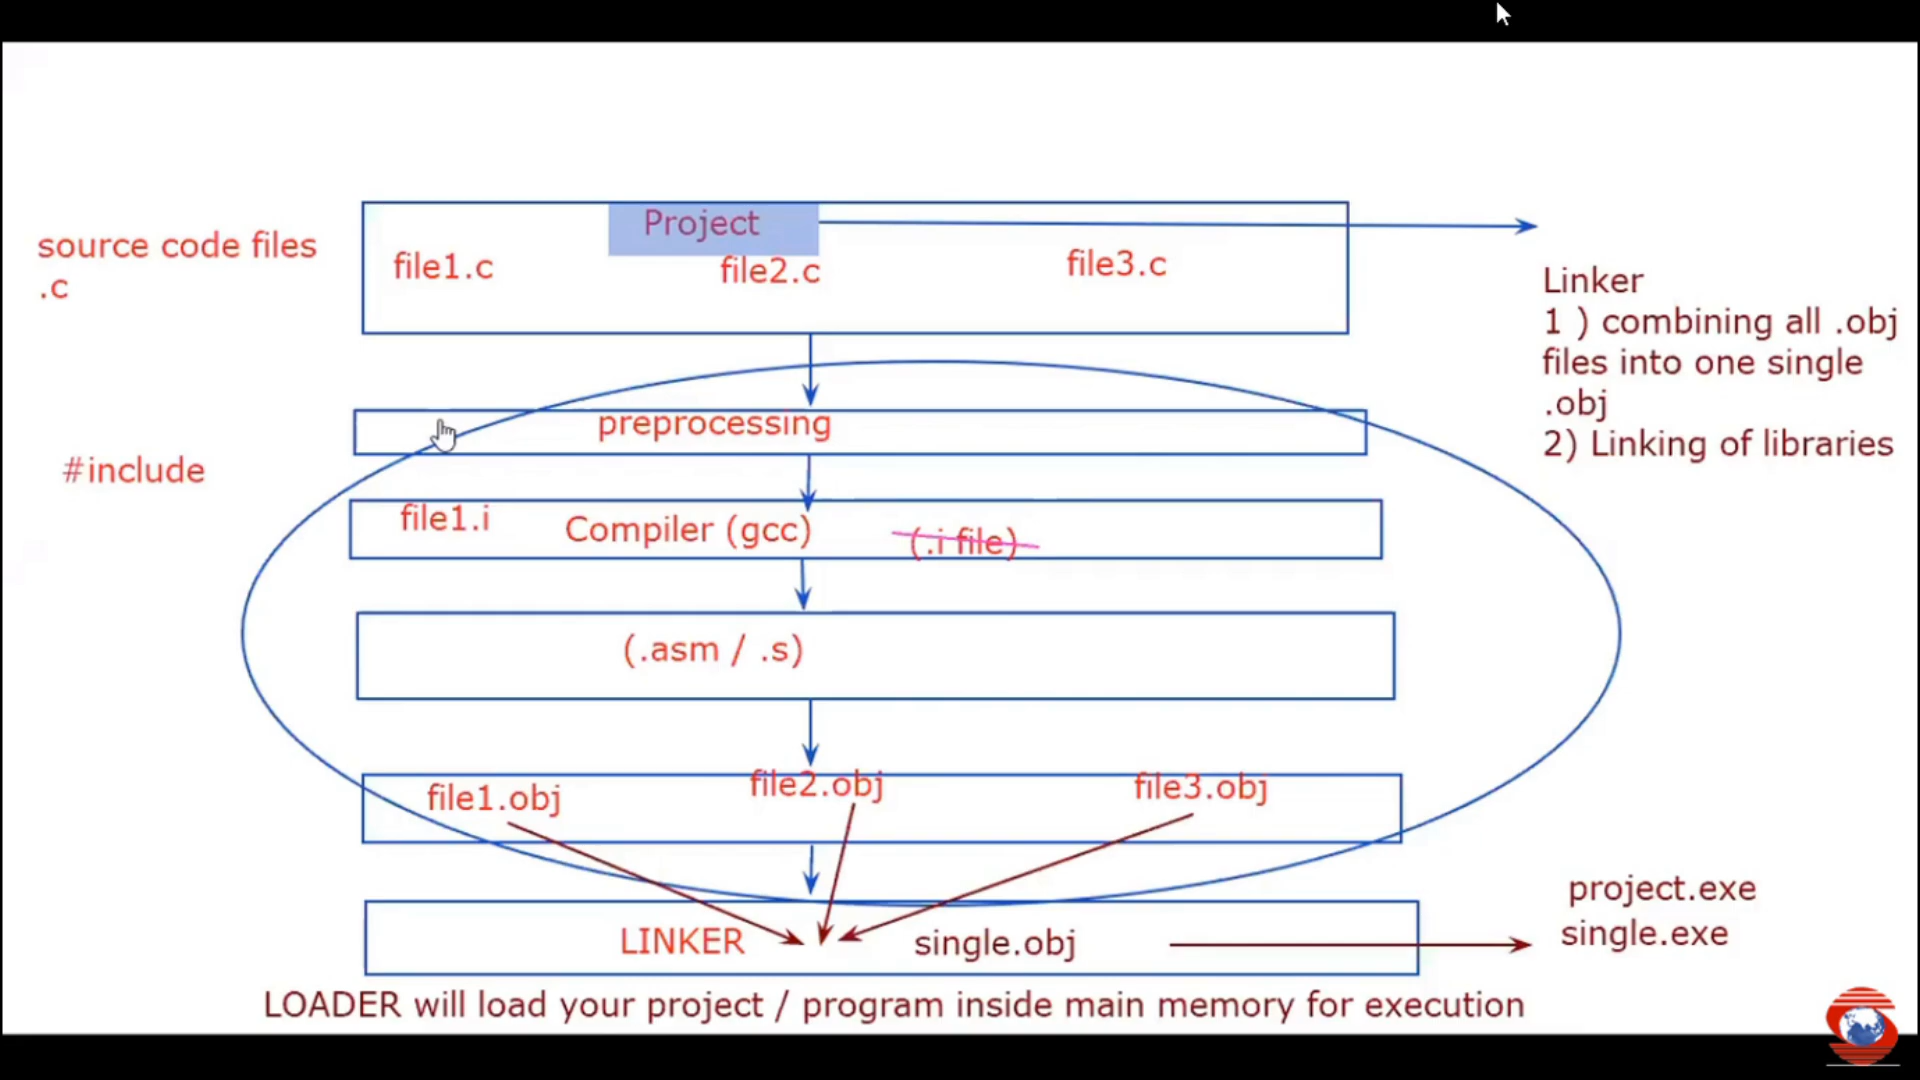 source code files
.c
Project
file1.c
file2.c
file3.c
Linker
1 ) combining all .obj
files into one single
.obj
2) Linking of libraries
preprocessing
#include
file1.i
Compiler (gcc)
(.i file)
(.asm / .s)
file1.obj
file2.obj
file3.obj
LINKER
single.obj
project.exe
single.exe
LOADER will load your project / program inside main memory for execution